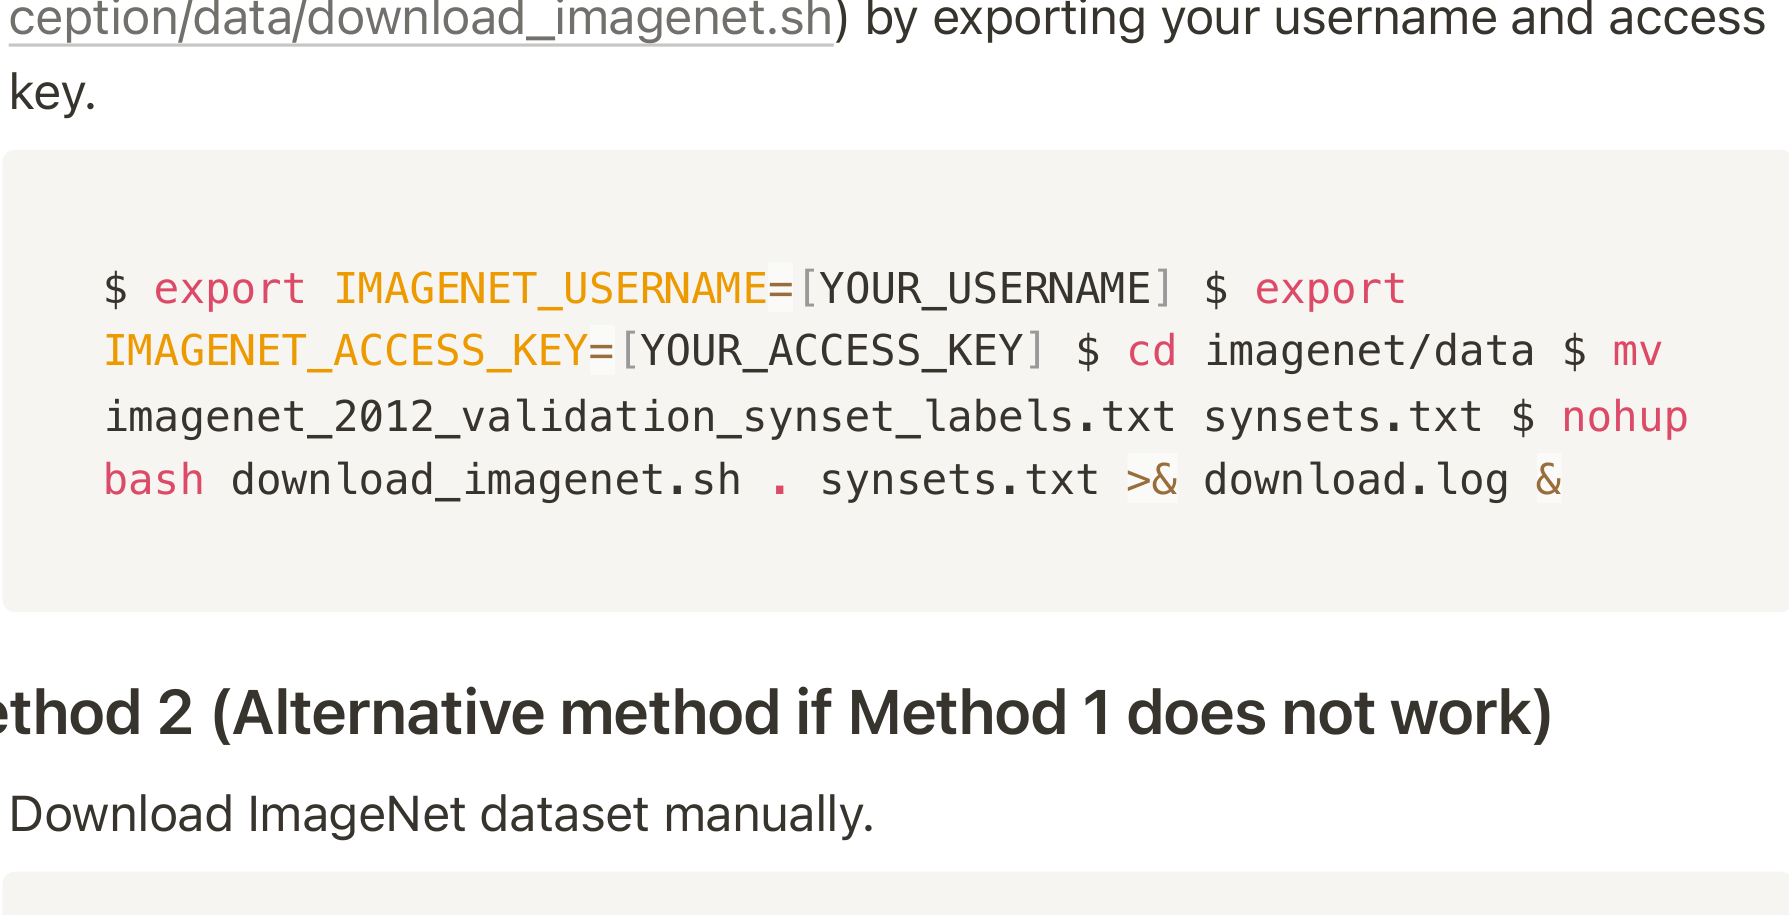 ception/data/download_imagenet.sh) by exporting your username and access
key.
$ export IMAGENET_USERNAME=[YOUR_USERNAME] $ export
IMAGENET_ACCESS_KEY=[YOUR_ACCESS_KEY] $ cd imagenet/data $ mv
imagenet_2012_validation_synset_labels.txt synsets.txt $ nohup
bash download_imagenet.sh . synsets.txt >& download.log &
ethod 2 (Alternative method if Method 1 does not work)
Download ImageNet dataset manually.